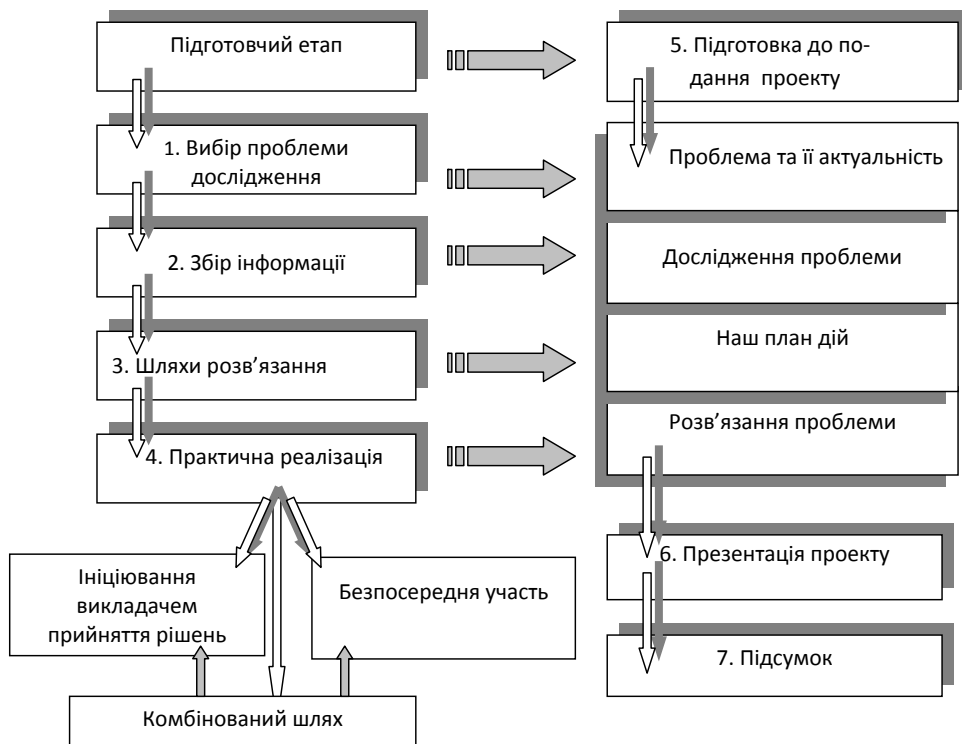 Підготовчий етап
1. Вибір проблеми
дослідження
2. Збір інформації
3. Шляхи розв’язання
4. Практична реалізація
Ініціювання
викладачем
прийняття рішень
Безпосередня участь
Комбінований шлях
5. Підготовка до по-
дання проекту
Проблема та її актуальність
Дослідження проблеми
Наш план дій
Розв’язання проблеми
6. Презентація проекту
7. Підсумок